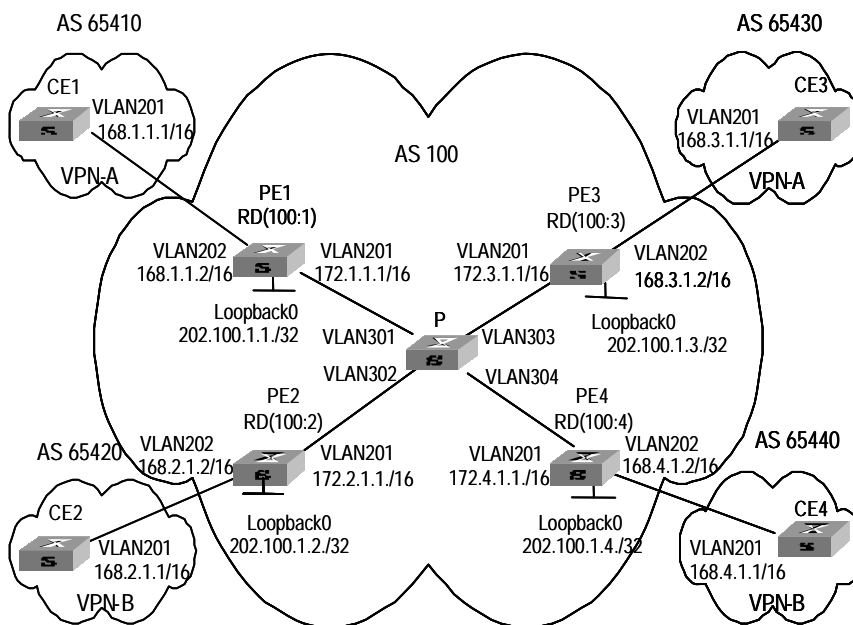 AS 65410
CE1
VLAN201
168.1.1.1/16
VPN-A
AS 65430
CE3
VLAN201
168.3.1.1/16
VPN-A
AS 100
PE1
RD(100:1)
VLAN202
168.1.1.2/16
VLAN201
172.1.1.1/16
Loopback0
202.100.1.1./32
PE3
RD(100:3)
VLAN201
172.3.1.1/16
VLAN202
168.3.1.2/16
Loopback0
202.100.1.3./32
P
VLAN301
VLAN303
VLAN302
VLAN304
PE2
RD(100:2)
VLAN202
168.2.1.2/16
VLAN201
172.2.1.1./16
Loopback0
202.100.1.2./32
PE4
RD(100:4)
VLAN201
172.4.1.1./16
VLAN202
168.4.1.2/16
Loopback0
202.100.1.4./32
AS 65420
CE2
VLAN201
168.2.1.1/16
VPN-B
AS 65440
CE4
VLAN201
168.4.1.1/16
VPN-B